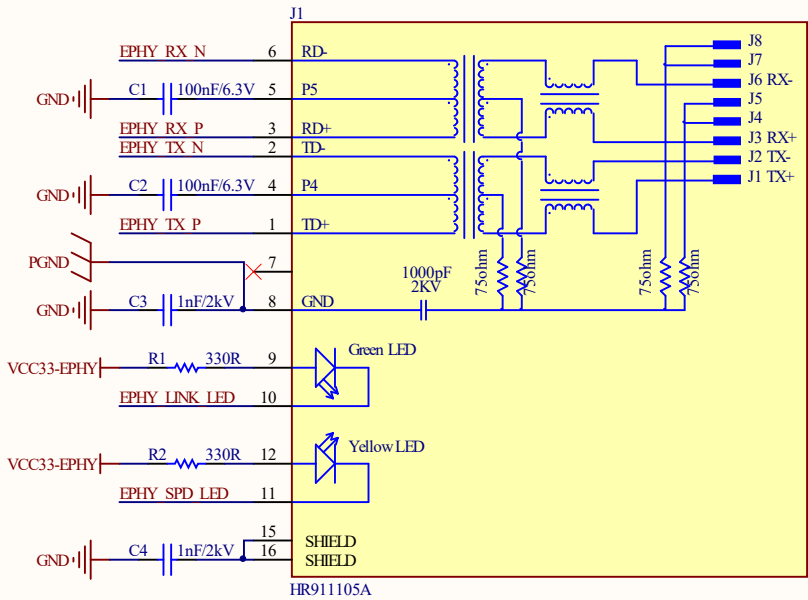 J1
EPHY_RX_N 6 RD- J8
J7
GND C1 100nF/6.3V 5 P5 J6 RX-
J5
EPHY_RX_P 3 RD+ J4
EPHY_TX_N 2 TD- J3 RX+
J2 TX-
GND C2 100nF/6.3V 4 P4 J1 TX+
EPHY_TX_P 1 TD+
PGND 7
1000pF
2KV
75ohm 75ohm 75ohm 75ohm
GND C3 1nF/2kV 8 GND
Green LED
VCC33-EPHY R1 330R 9
EPHY_LINK_LED 10
Yellow LED
VCC33-EPHY R2 330R 12
EPHY_SPD_LED 11
15 SHIELD
GND C4 1nF/2kV 16 SHIELD
HR911105A